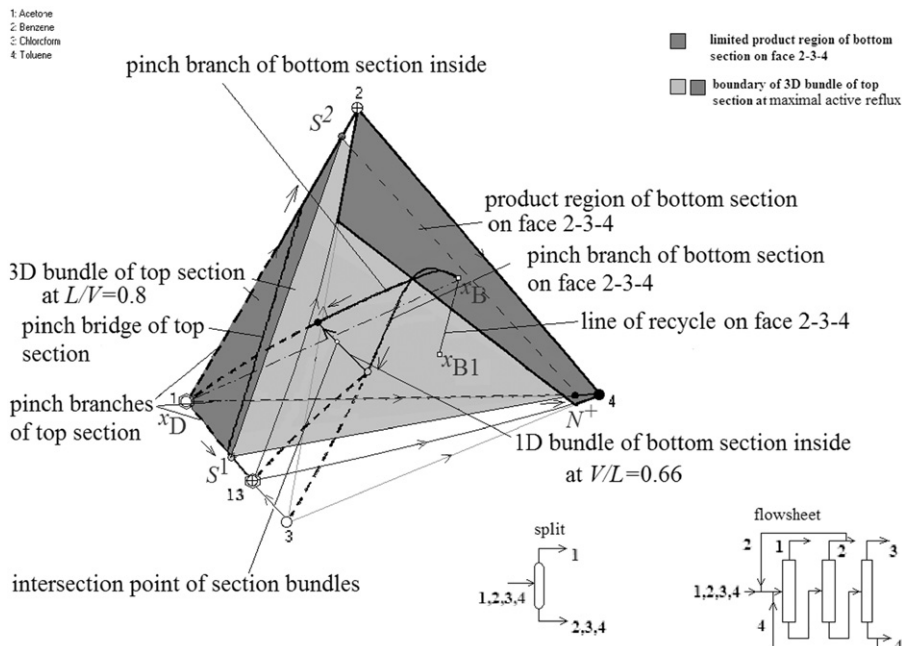 1: Acetone
2: Benzene
3: Chloroform
4: Toluene
limited product region of bottom
section on face 2-3-4
boundary of 3D bundle of top
section at maximal active reflux
pinch branch of bottom section inside
2
S²
product region of bottom section
on face 2-3-4
pinch branch of bottom section
on face 2-3-4
3D bundle of top section
at L/V=0.8
xB
pinch bridge of top
section
line of recycle on face 2-3-4
xB1
1
4
pinch branches
of top section
xD
N+
1D bundle of bottom section inside
at V/L=0.66
S¹
13
3
intersection point of section bundles
split
1
1,2,3,4
2,3,4
flowsheet
2
1
2
3
1,2,3,4
4
4